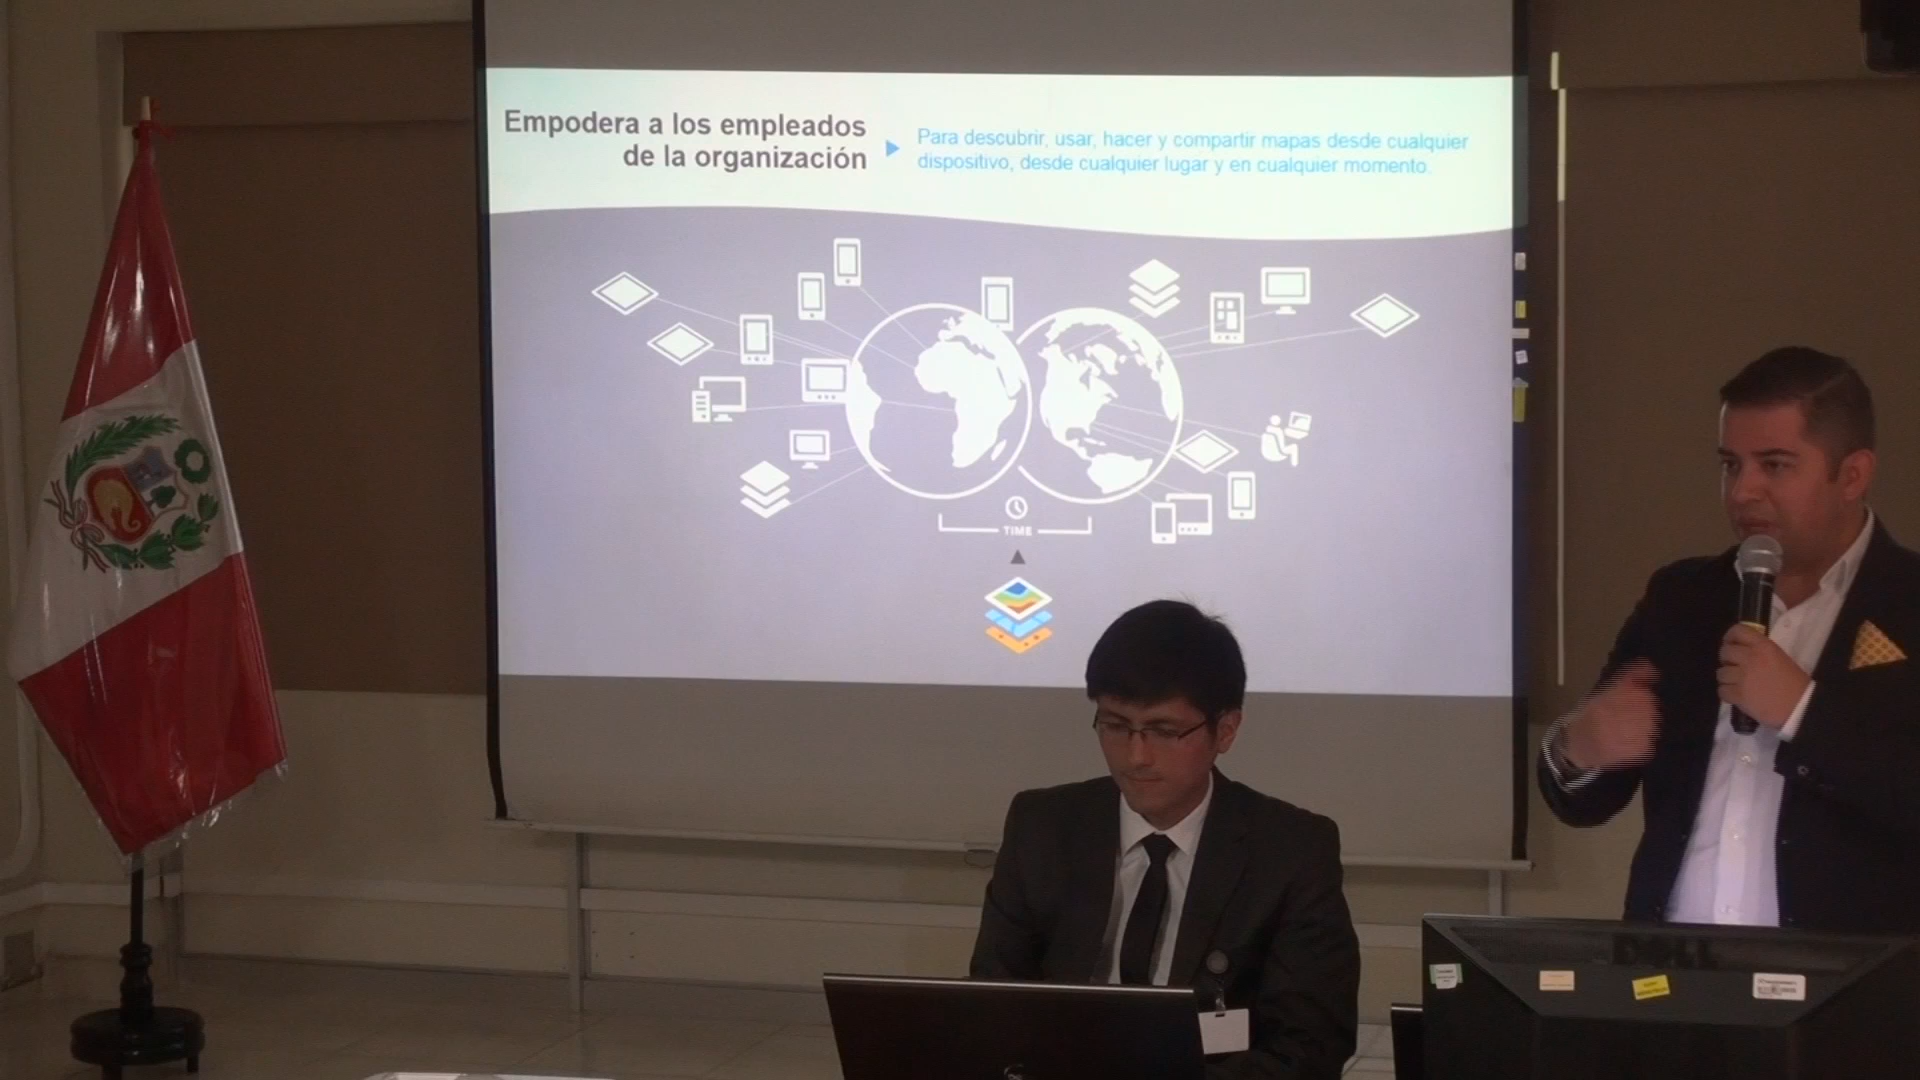 Empodera a los empleados
de la organización
Para descubrir, usar, hacer y compartir mapas desde cualquier
dispositivo, desde cualquier lugar y en cualquier momento.
TIME